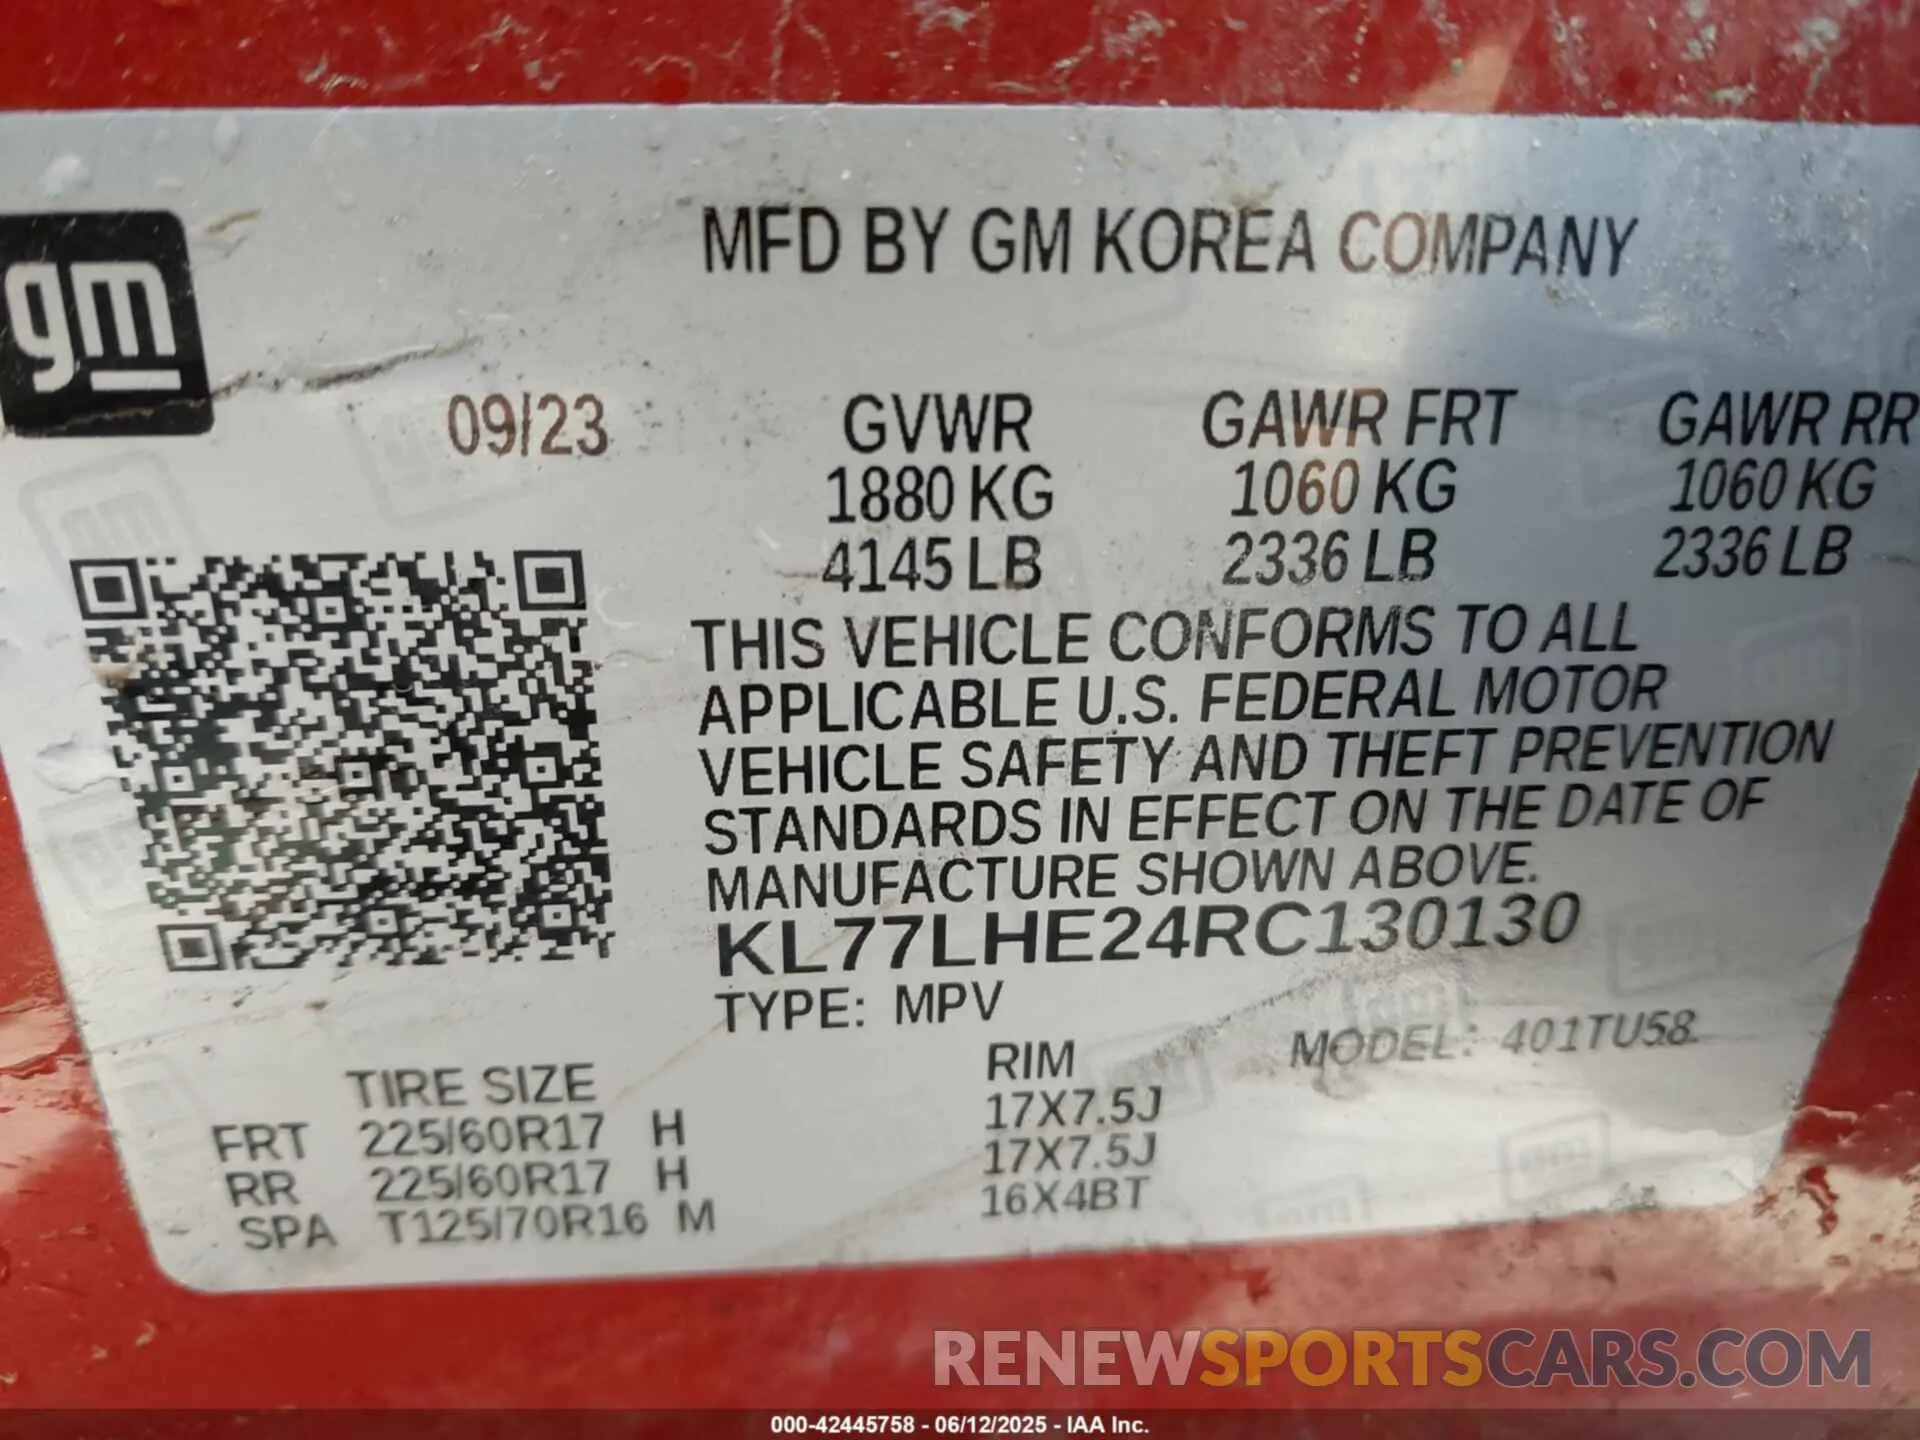 MFD BY GM KOREA COMPANY
gm
09/23
GVWR GAWR FRT GAWR RR
1880 KG 1060 KG 1060 KG
4145 LB 2336 LB 2336 LB
THIS VEHICLE CONFORMS TO ALL
APPLICABLE U.S. FEDERAL MOTOR
VEHICLE SAFETY AND THEFT PREVENTION
STANDARDS IN EFFECT ON THE DATE OF
MANUFACTURE SHOWN ABOVE.
KL77LHE24RC130130
TYPE: MPV
MODEL: 401TU58
TIRE SIZE RIM
FRT 225/60R17 H 17X7.5J
RR 225/60R17 H 17X7.5J
SPA T125/70R16 M 16X4BT
RENEWSPORTSCARS.COM
000-42445758 - 06/12/2025 - IAA Inc.